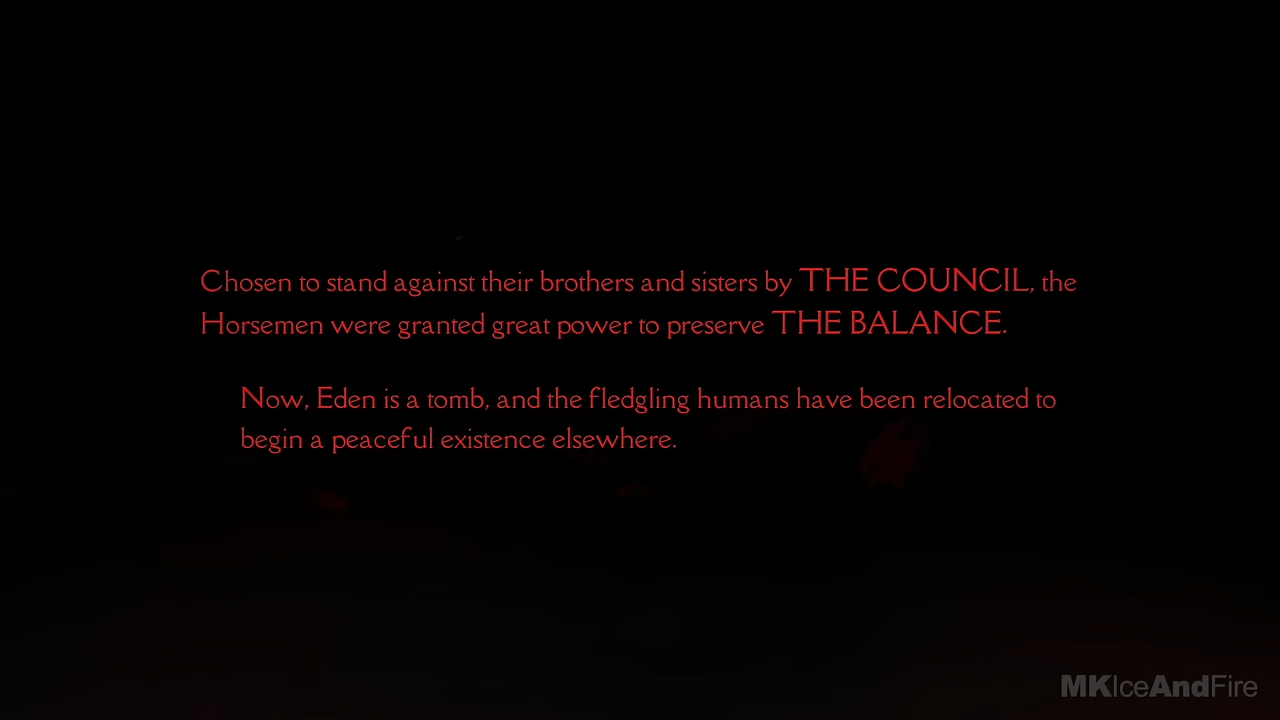 Chosen to stand against their brothers and sisters by THE COUNCIL, the
Horsemen were granted great power to preserve THE BALANCE.
Now, Eden is a tomb, and the fledgling humans have been relocated to
begin a peaceful existence elsewhere.
MKIceAndFire